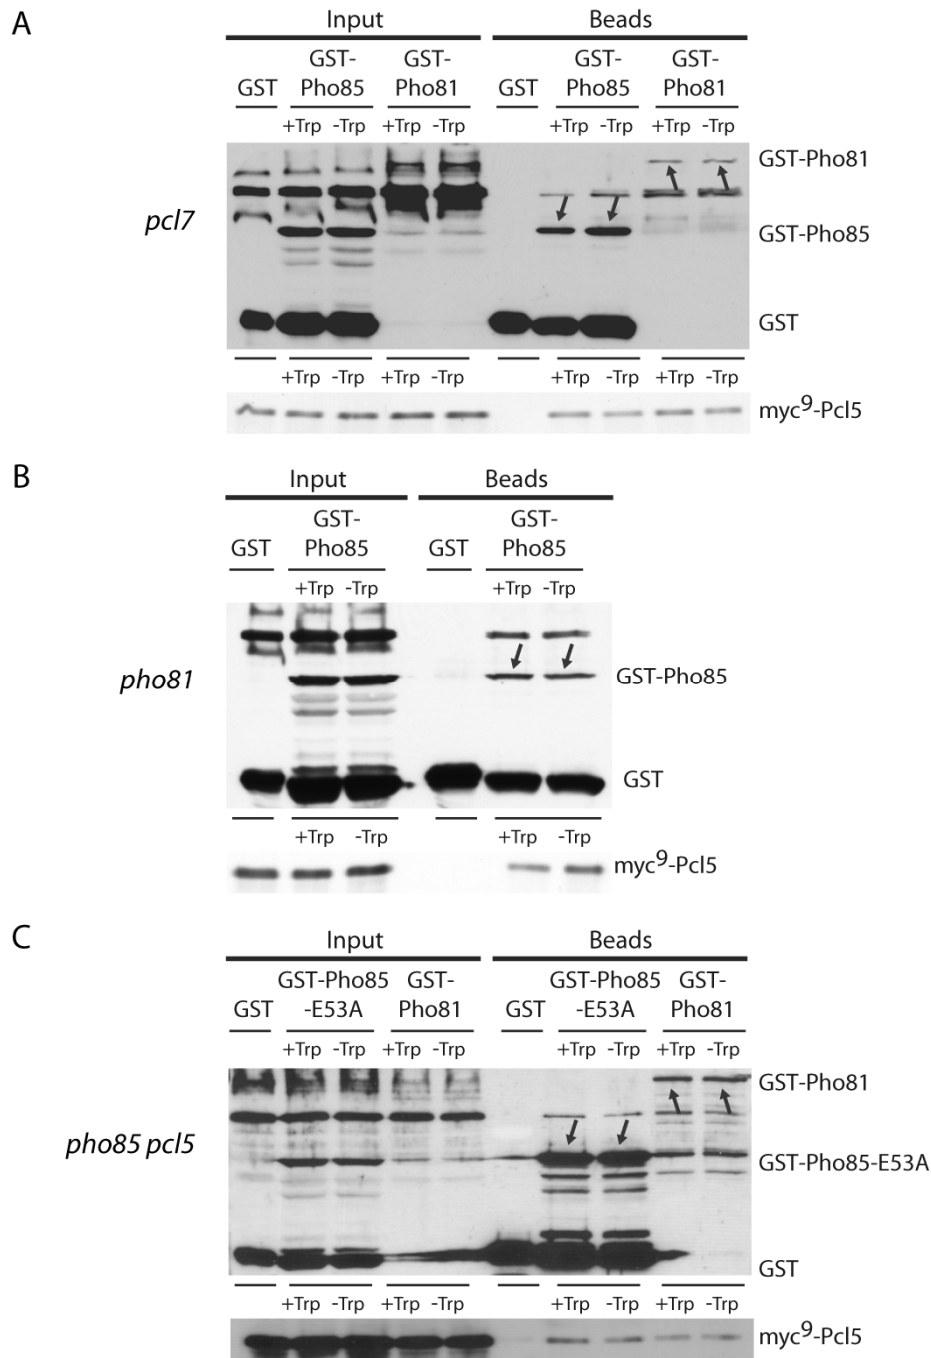 A
Input Beads
GST- GST- GST- GST-
GST Pho85 Pho81 GST Pho85 Pho81
+Trp -Trp +Trp -Trp +Trp -Trp +Trp -Trp
GST-Pho81
pcl7
GST-Pho85
GST
+Trp -Trp +Trp -Trp +Trp -Trp +Trp -Trp
myc9-Pcl5
B
Input Beads
GST- GST-
GST Pho85 GST Pho85
+Trp -Trp +Trp -Trp
GST-Pho85
pho81
GST
+Trp -Trp +Trp -Trp
myc9-Pcl5
C
Input Beads
GST-Pho85 GST- GST-Pho85 GST-
GST -E53A Pho81 GST -E53A Pho81
+Trp -Trp +Trp -Trp +Trp -Trp +Trp -Trp
GST-Pho81
pho85 pcl5
GST-Pho85-E53A
GST
+Trp -Trp +Trp -Trp +Trp -Trp +Trp -Trp
myc9-Pcl5